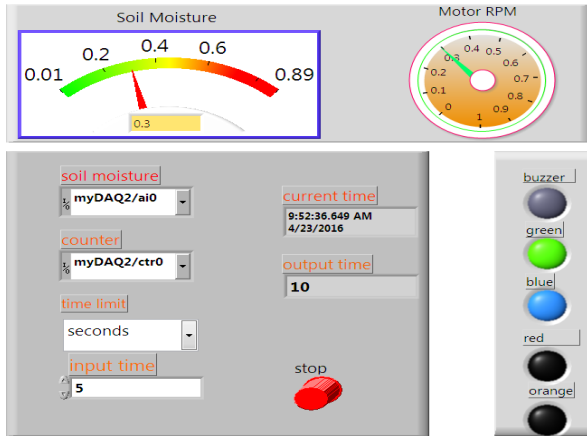 Soil Moisture
0.01 0.2 0.4 0.6 0.89
0.3
Motor RPM
0 0.1 0.2 0.3 0.4 0.5 0.6 0.7 0.8 0.9 1
soil moisture
myDAQ2/ai0
counter
myDAQ2/ctr0
time limit
seconds
input time
5
current time
9:52:36.649 AM
4/23/2016
output time
10
stop
buzzer
green
blue
red
orange